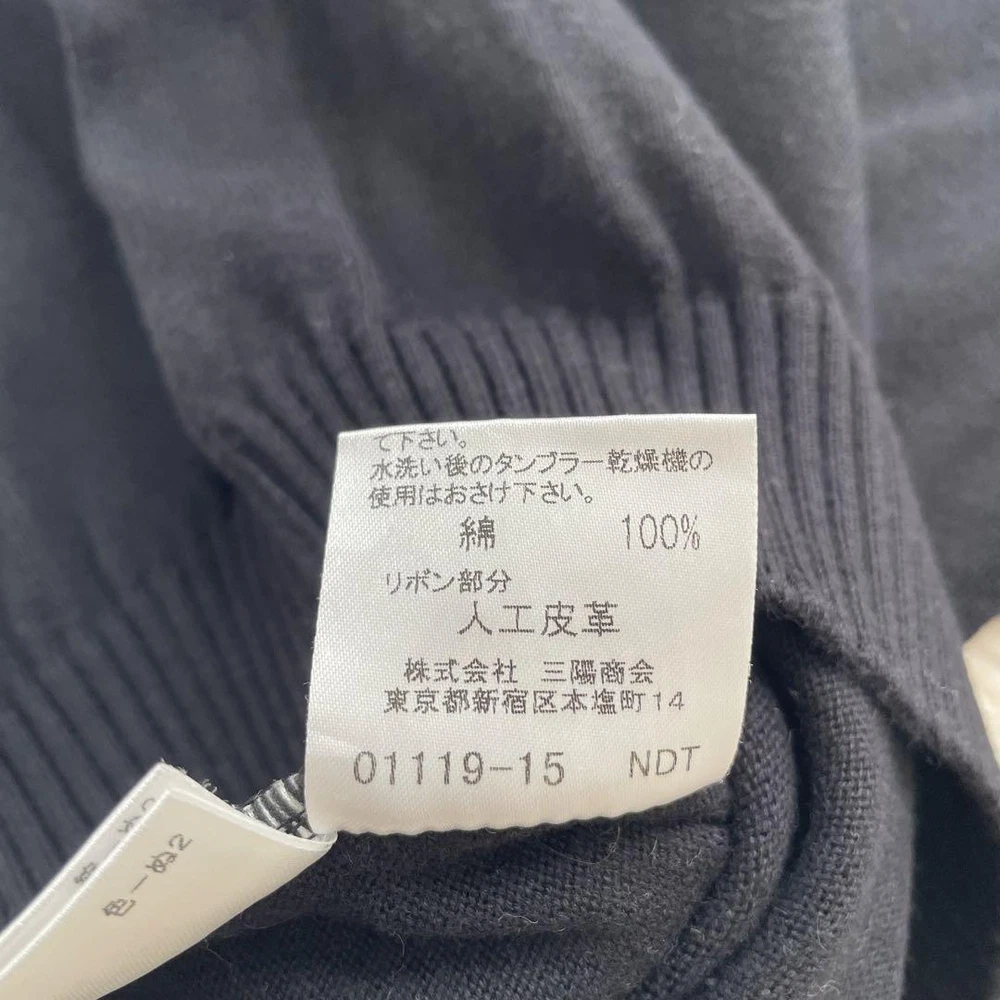 て下さい。
水洗い後のタンブラー乾燥機の
使用はおさけ下さい。
綿 100%
リボン部分
人工皮革
株式会社 三陽商会
東京都新宿区本塩町14
01119-15 NDT
色-ぬ2